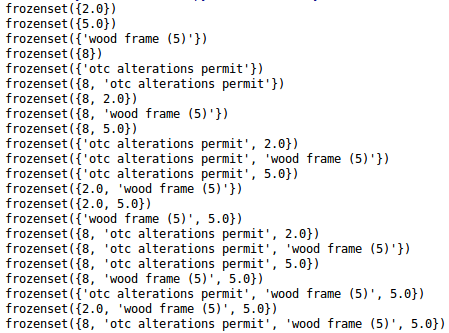 frozenset({2.0})
frozenset({5.0})
frozenset({'wood frame (5)'})
frozenset({8})
frozenset({'otc alterations permit'})
frozenset({8, 'otc alterations permit'})
frozenset({8, 2.0})
frozenset({8, 'wood frame (5)'})
frozenset({8, 5.0})
frozenset({'otc alterations permit', 2.0})
frozenset({'otc alterations permit', 'wood frame (5)'})
frozenset({'otc alterations permit', 5.0})
frozenset({2.0, 'wood frame (5)'})
frozenset({2.0, 5.0})
frozenset({'wood frame (5)', 5.0})
frozenset({8, 'otc alterations permit', 2.0})
frozenset({8, 'otc alterations permit', 'wood frame (5)'})
frozenset({8, 'otc alterations permit', 5.0})
frozenset({8, 'wood frame (5)', 5.0})
frozenset({'otc alterations permit', 'wood frame (5)', 5.0})
frozenset({2.0, 'wood frame (5)', 5.0})
frozenset({8, 'otc alterations permit', 'wood frame (5)', 5.0})